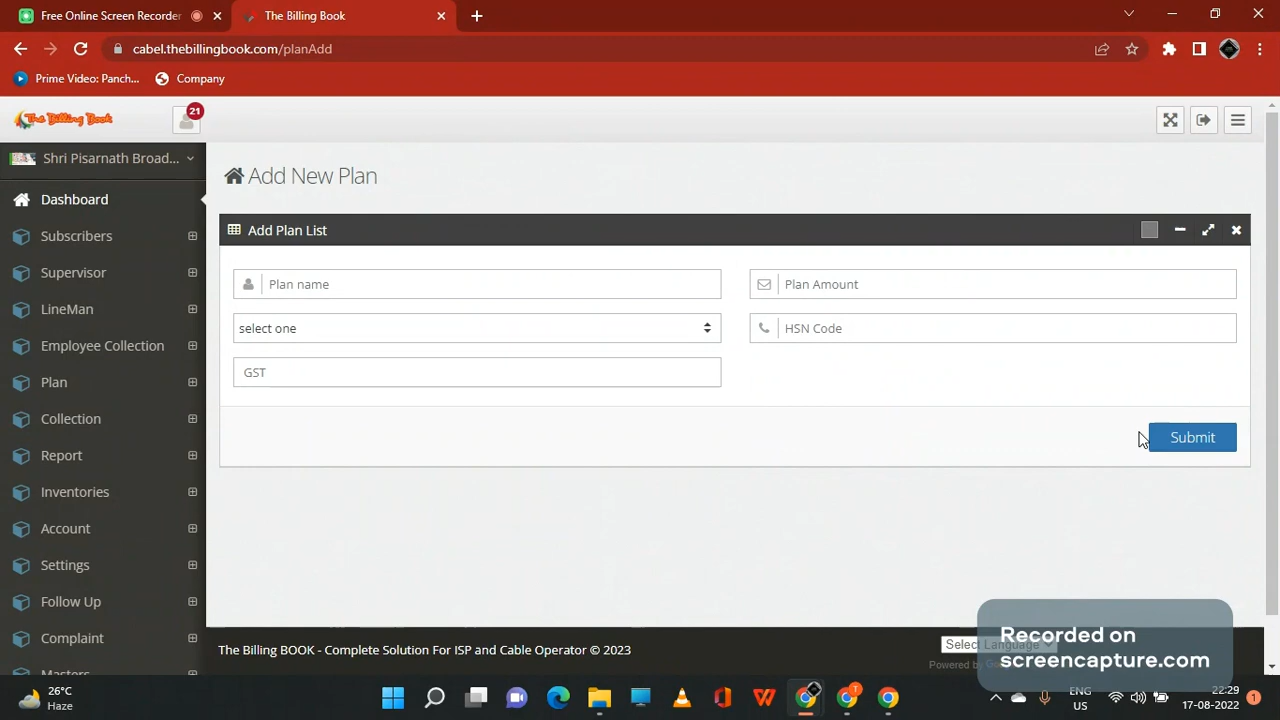 Free Online Screen Recorder
The Billing Book
cabel.thebillingbook.com/planAdd
Prime Video: Panch...
Company
The Billing Book
21
Shri Pisarnath Broad...
Add New Plan
Dashboard
Add Plan List
Subscribers
Supervisor
Plan name
Plan Amount
LineMan
select one
HSN Code
Employee Collection
GST
Plan
Collection
Submit
Report
Inventories
Account
Settings
Follow Up
Complaint
Masters
The Billing BOOK - Complete Solution For ISP and Cable Operator © 2023
Select Language
Powered by
Recorded on
screencapture.com
26°C
Haze
T
ENG
US
22:29
17-08-2022
1